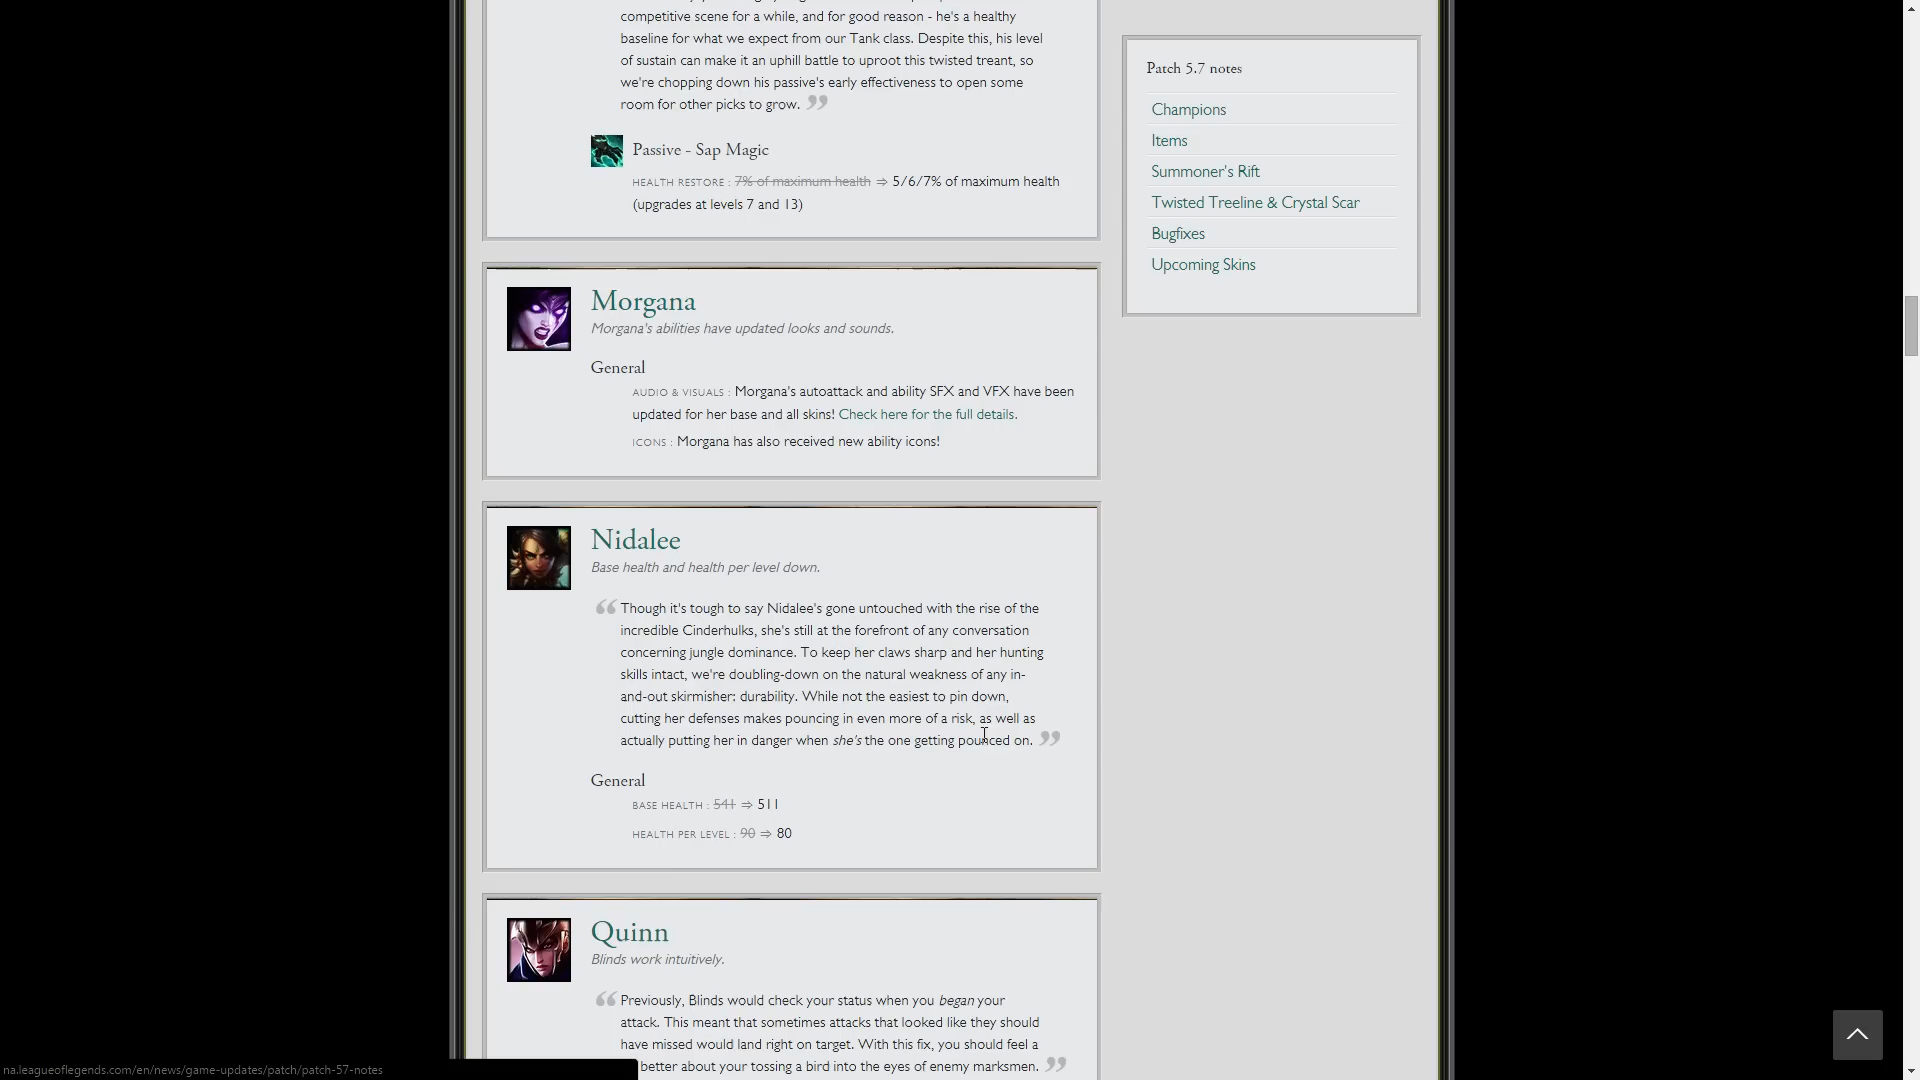 competitive scene for a while, and for good reason - he's a healthy
baseline for what we expect from our Tank class. Despite this, his level
of sustain can make it an uphill battle to uproot this twisted treant, so
we're chopping down his passive's early effectiveness to open some
room for other picks to grow. ”
Passive - Sap Magic
HEALTH RESTORE : 7% of maximum health ⇒ 5/6/7% of maximum health
(upgrades at levels 7 and 13)
Morgana
Morgana's abilities have updated looks and sounds.
General
AUDIO & VISUALS : Morgana's autoattack and ability SFX and VFX have been
updated for her base and all skins! Check here for the full details.
ICONS : Morgana has also received new ability icons!
Nidalee
Base health and health per level down.
“ Though it's tough to say Nidalee's gone untouched with the rise of the
incredible Cinderhulks, she's still at the forefront of any conversation
concerning jungle dominance. To keep her claws sharp and her hunting
skills intact, we're doubling-down on the natural weakness of any in-
and-out skirmisher: durability. While not the easiest to pin down,
cutting her defenses makes pouncing in even more of a risk, as well as
actually putting her in danger when she's the one getting pounced on. ”
General
BASE HEALTH : 541 ⇒ 511
HEALTH PER LEVEL : 90 ⇒ 80
Quinn
Blinds work intuitively.
“ Previously, Blinds would check your status when you began your
attack. This meant that sometimes attacks that looked like they should
have missed would land right on target. With this fix, you should feel a
better about your tossing a bird into the eyes of enemy marksmen. ”
Patch 5.7 notes
Champions
Items
Summoner's Rift
Twisted Treeline & Crystal Scar
Bugfixes
Upcoming Skins
na.leagueoflegends.com/en/news/game-updates/patch/patch-57-notes